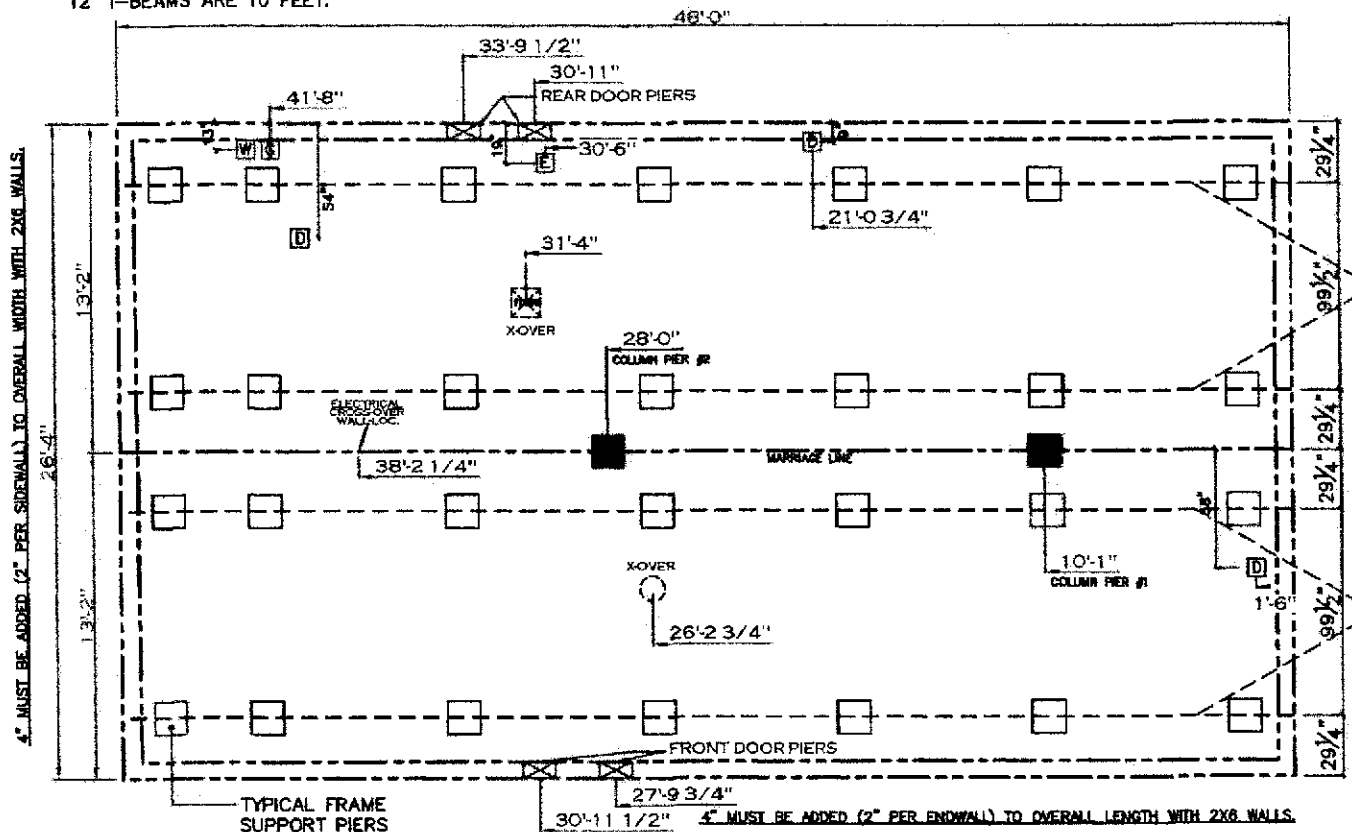 12" I-BEAMS ARE 10 FEET.
46'-0"
33'-9 1/2"
30'-11"
REAR DOOR PIERS
41'-8"
13"
W
19"
30'-6"
D
9"
29 1/4"
54"
D
21'-0 3/4"
31'-4"
X-OVER
99 1/2"
28'-0"
COLUMN PIER #2
13'-2"
26'-4"
4" MUST BE ADDED (2" PER SIDEWALL) TO OVERALL WIDTH WITH 2X6 WALLS.
ELECTRICAL
CROSSOVER
WALL LOC.
38'-2 1/4"
MARRIAGE LINE
29 1/4"
29 1/4"
48"
D
1'-6"
10'-1"
COLUMN PIER #1
X-OVER
26'-2 3/4"
99 1/2"
13'-2"
FRONT DOOR PIERS
29 1/4"
27'-9 3/4"
30'-11 1/2"
TYPICAL FRAME
SUPPORT PIERS
4" MUST BE ADDED (2" PER ENDWALL) TO OVERALL LENGTH WITH 2X6 WALLS.